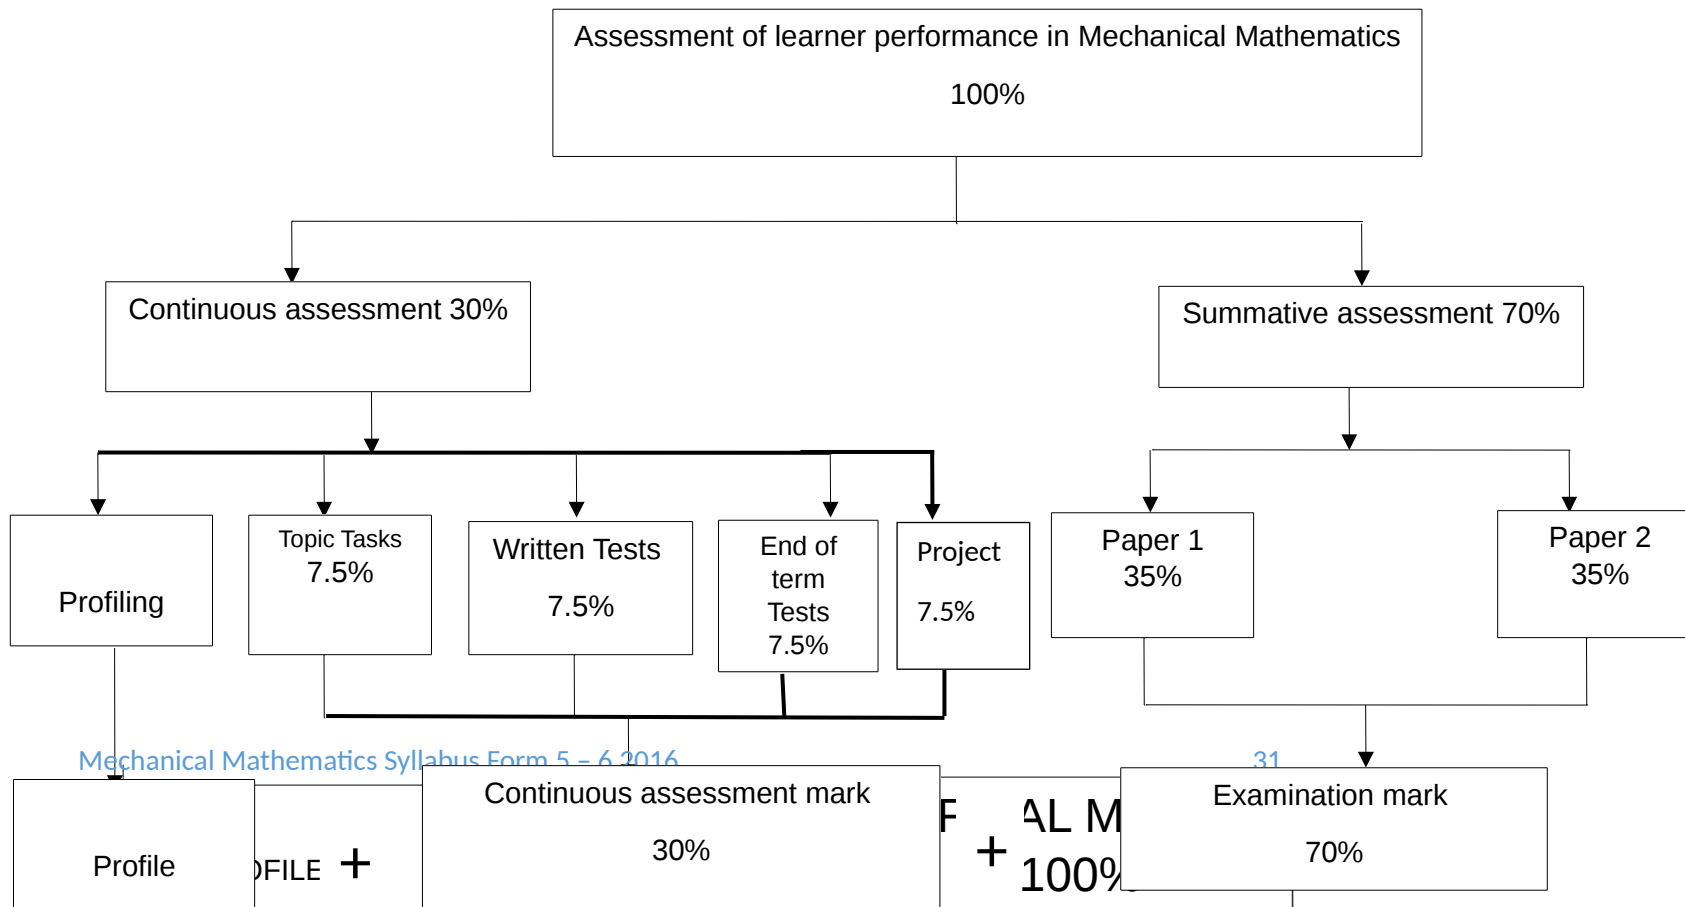 Assessment of learner performance in Mechanical Mathematics
100%
Continuous assessment 30%
Summative assessment 70%
Profiling
Topic Tasks
7.5%
Written Tests
7.5%
End of
term
Tests
7.5%
Project
7.5%
Paper 1
35%
Paper 2
35%
Mechanical Mathematics Syllabus Form 5 – 6 2016
31
Profile
+
Continuous assessment mark
30%
+
100%
Examination mark
70%